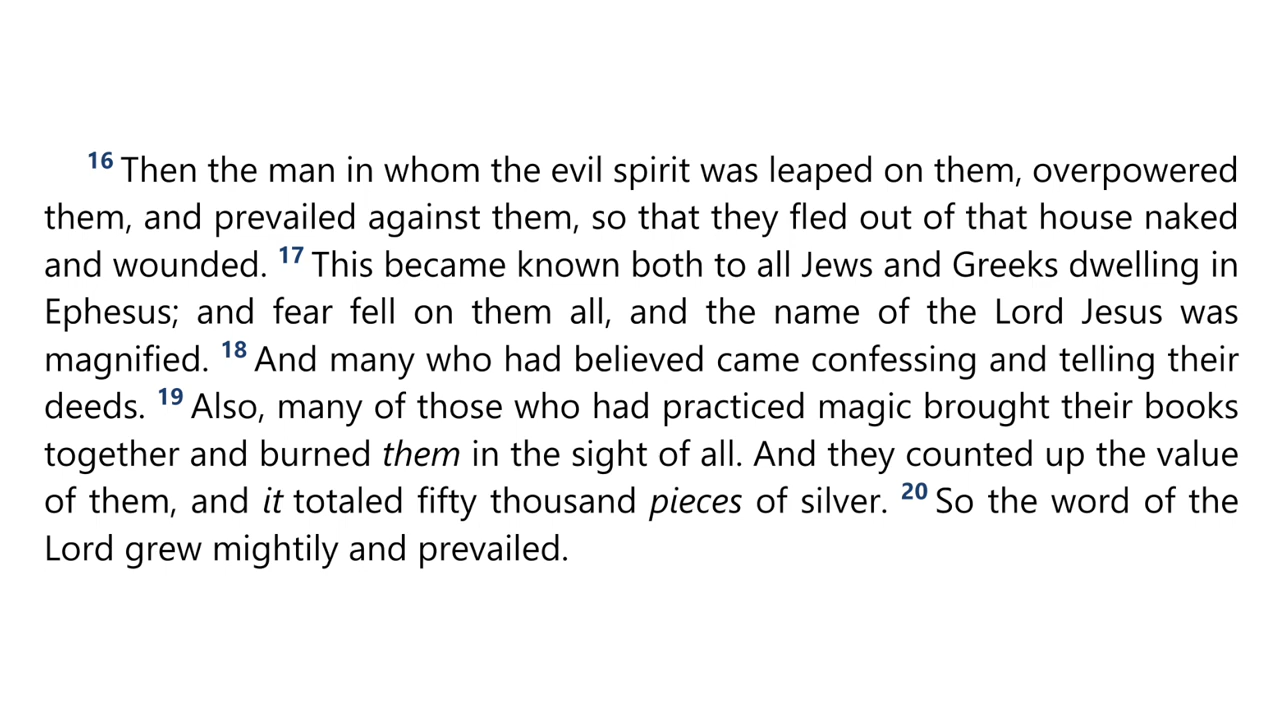 16 Then the man in whom the evil spirit was leaped on them, overpowered
them, and prevailed against them, so that they fled out of that house naked
and wounded. 17 This became known both to all Jews and Greeks dwelling in
Ephesus; and fear fell on them all, and the name of the Lord Jesus was
magnified. 18 And many who had believed came confessing and telling their
deeds. 19 Also, many of those who had practiced magic brought their books
together and burned them in the sight of all. And they counted up the value
of them, and it totaled fifty thousand pieces of silver. 20 So the word of the
Lord grew mightily and prevailed.